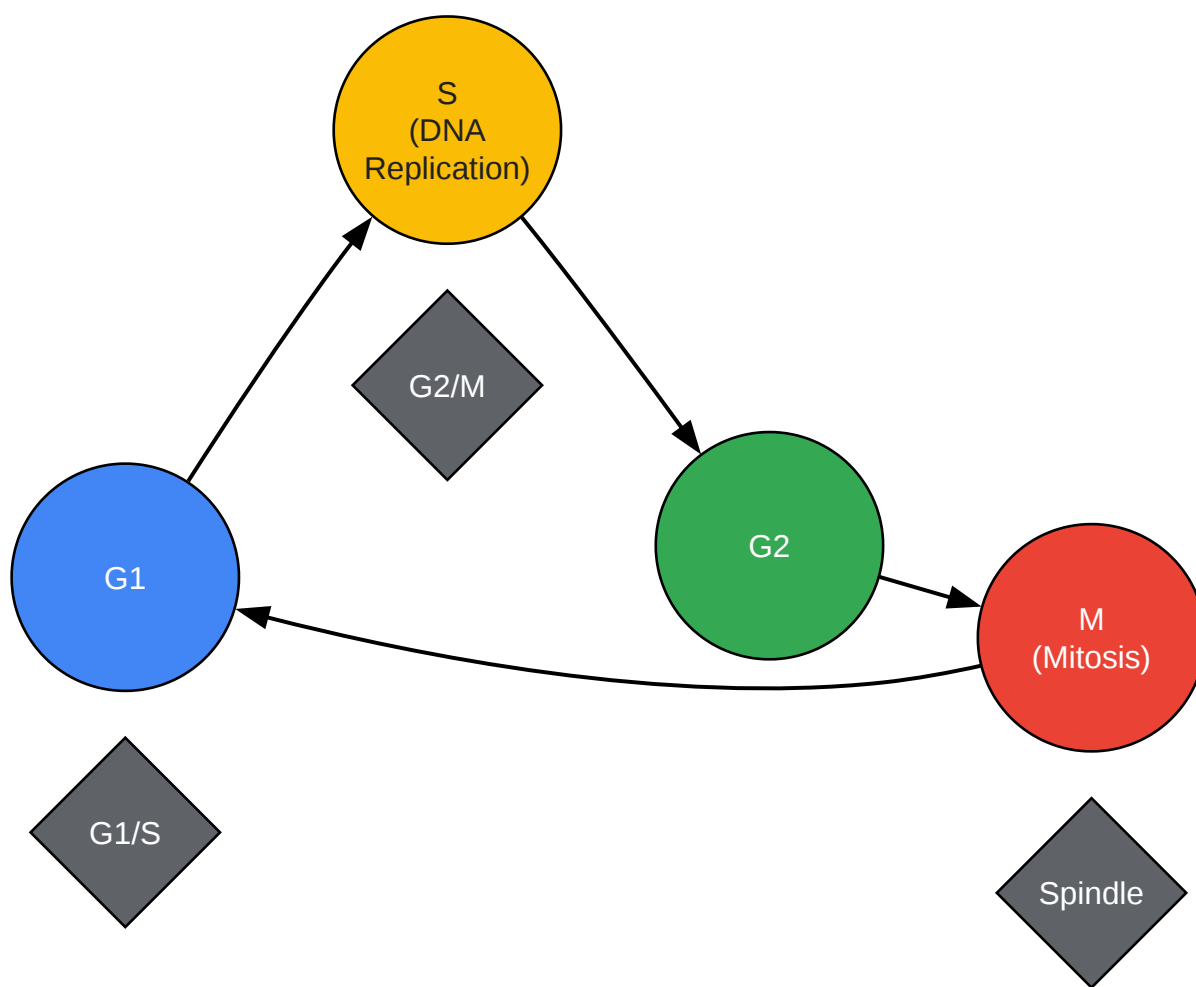 S
(DNA
Replication)
G2/M
G1
G2
M
(Mitosis)
G1/S
Spindle